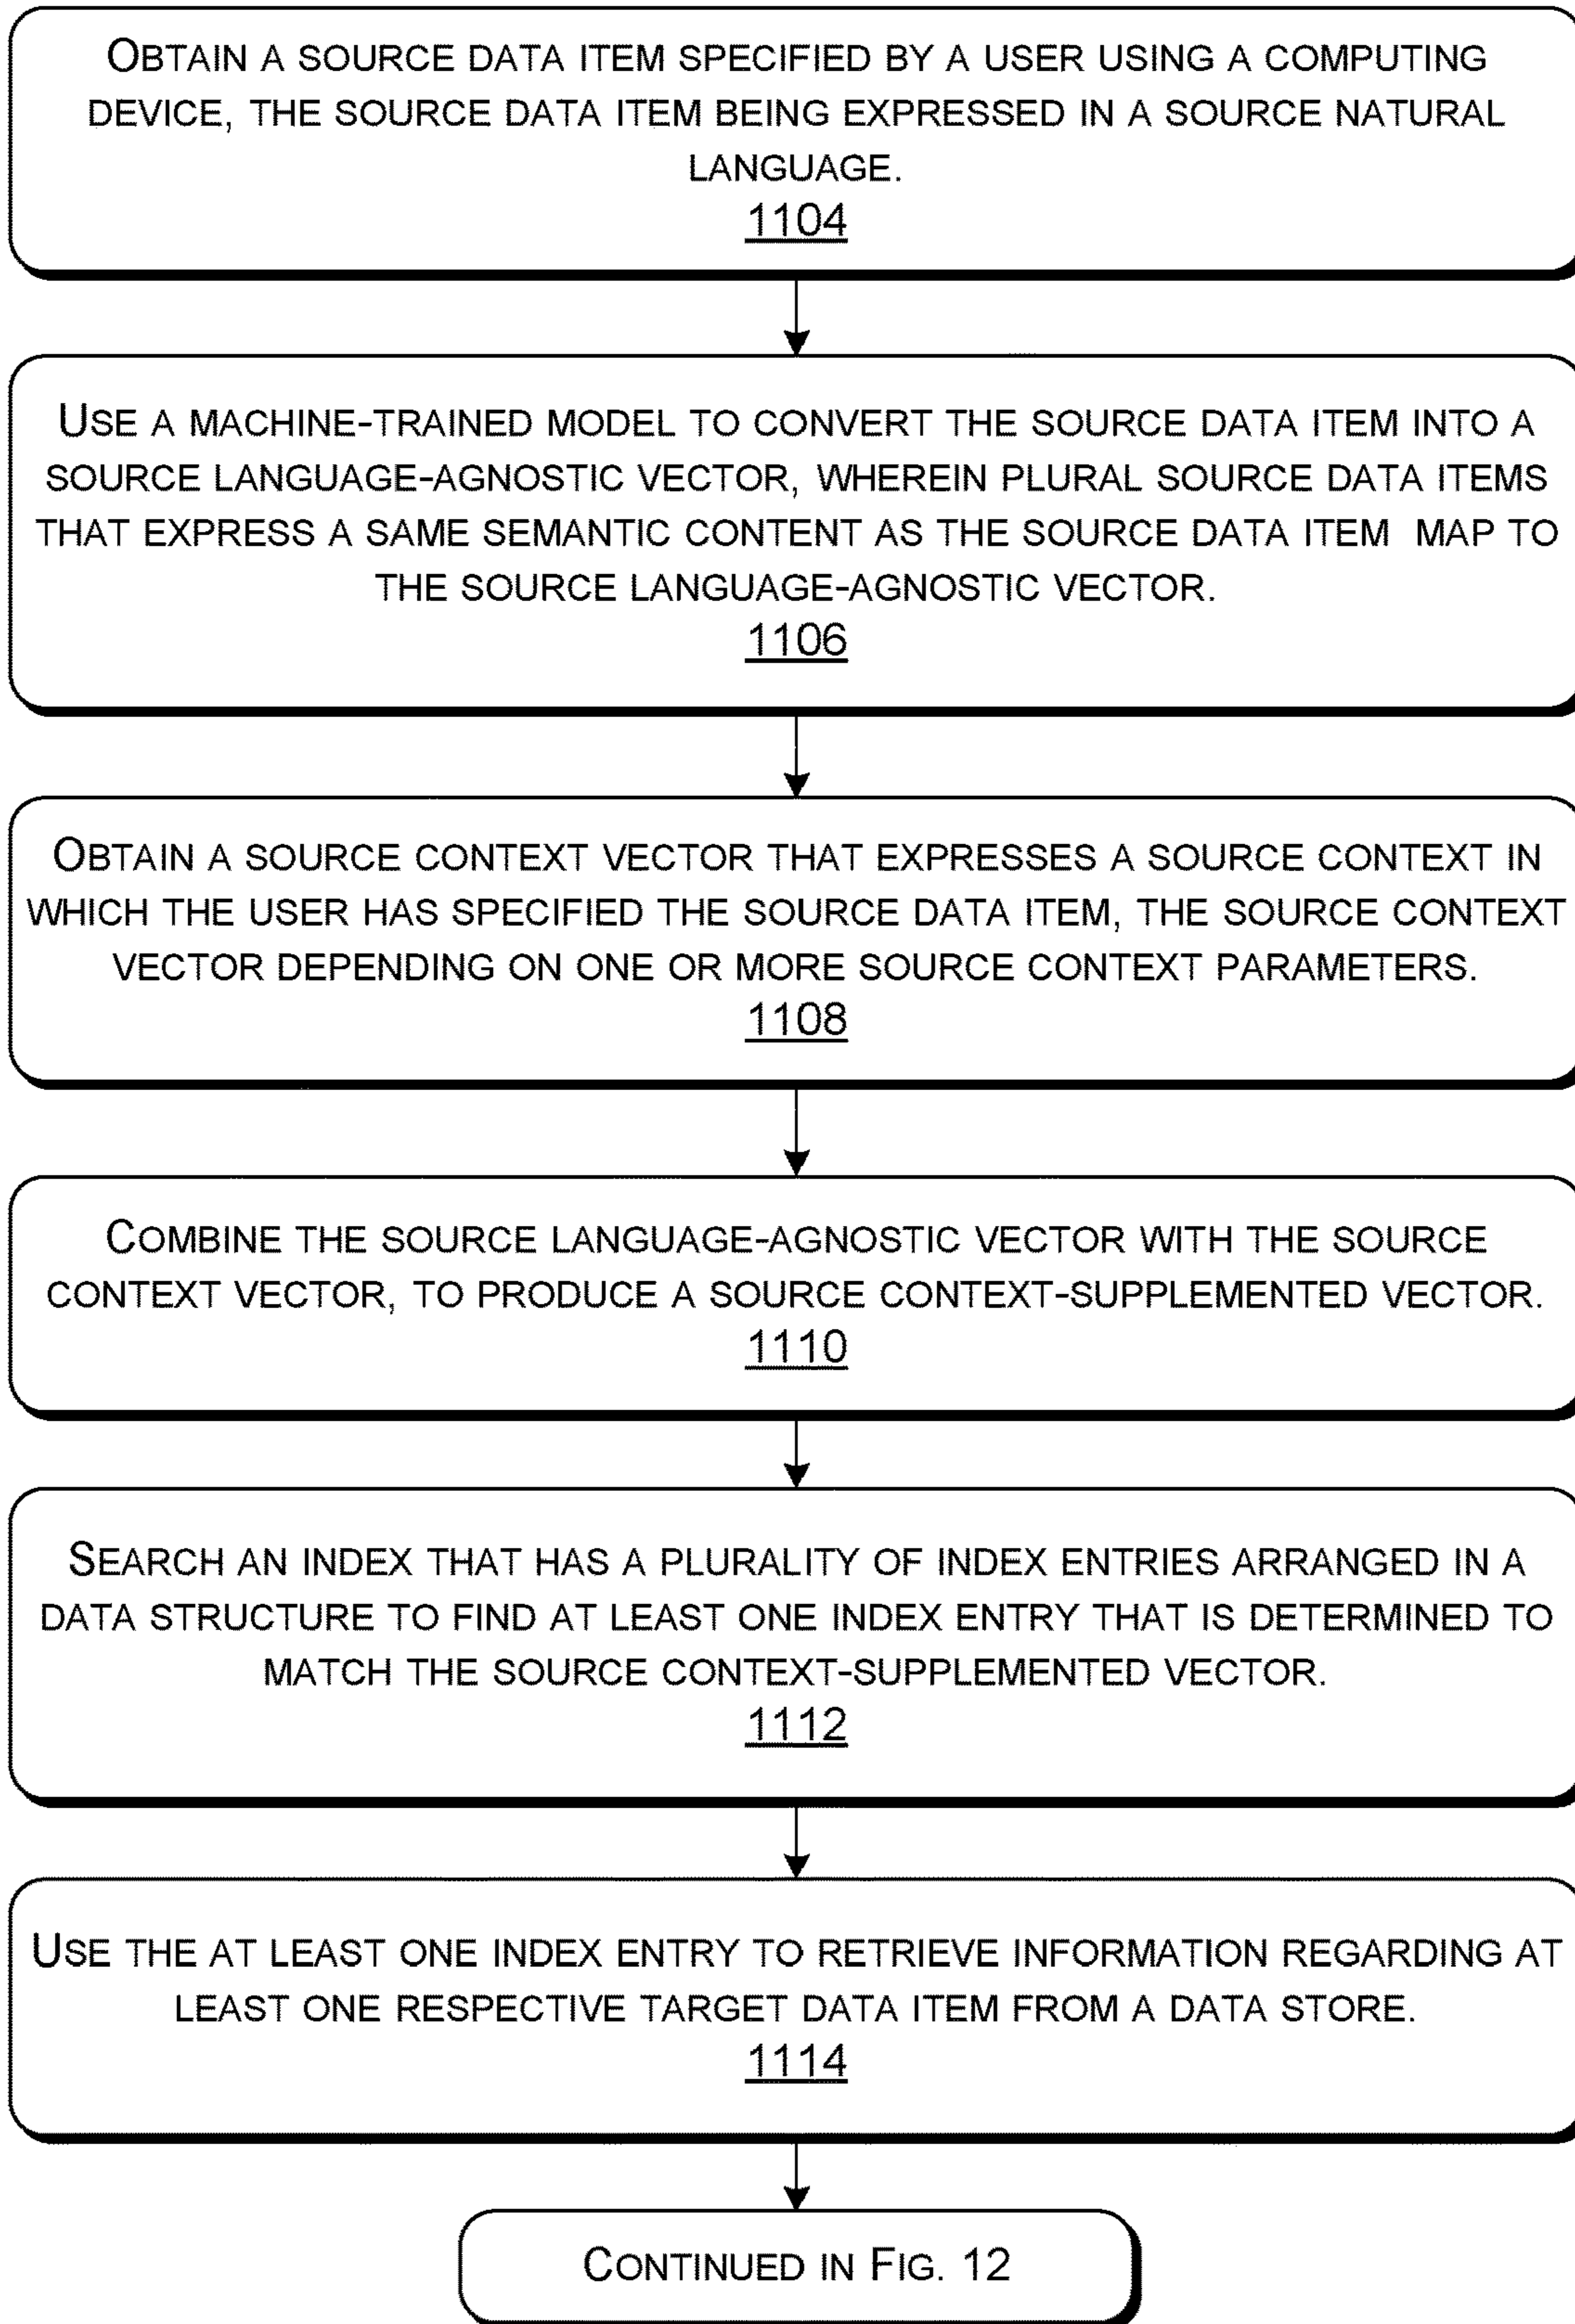 OBTAIN A SOURCE DATA ITEM SPECIFIED BY A USER USING A COMPUTING
DEVICE, THE SOURCE DATA ITEM BEING EXPRESSED IN A SOURCE NATURAL
LANGUAGE.
1104
USE A MACHINE-TRAINED MODEL TO CONVERT THE SOURCE DATA ITEM INTO A
SOURCE LANGUAGE-AGNOSTIC VECTOR, WHEREIN PLURAL SOURCE DATA ITEMS
THAT EXPRESS A SAME SEMANTIC CONTENT AS THE SOURCE DATA ITEM MAP TO
THE SOURCE LANGUAGE-AGNOSTIC VECTOR.
1106
OBTAIN A SOURCE CONTEXT VECTOR THAT EXPRESSES A SOURCE CONTEXT IN
WHICH THE USER HAS SPECIFIED THE SOURCE DATA ITEM, THE SOURCE CONTEXT
VECTOR DEPENDING ON ONE OR MORE SOURCE CONTEXT PARAMETERS.
1108
COMBINE THE SOURCE LANGUAGE-AGNOSTIC VECTOR WITH THE SOURCE
CONTEXT VECTOR, TO PRODUCE A SOURCE CONTEXT-SUPPLEMENTED VECTOR.
1110
SEARCH AN INDEX THAT HAS A PLURALITY OF INDEX ENTRIES ARRANGED IN A
DATA STRUCTURE TO FIND AT LEAST ONE INDEX ENTRY THAT IS DETERMINED TO
MATCH THE SOURCE CONTEXT-SUPPLEMENTED VECTOR.
1112
USE THE AT LEAST ONE INDEX ENTRY TO RETRIEVE INFORMATION REGARDING AT
LEAST ONE RESPECTIVE TARGET DATA ITEM FROM A DATA STORE.
1114
CONTINUED IN FIG. 12